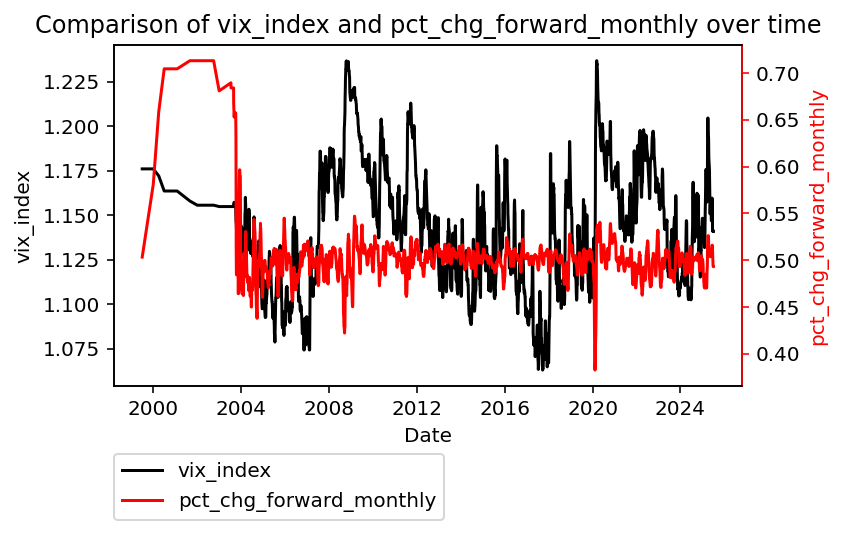 Comparison of vix_index and pct_chg_forward_monthly over time
vix_index
1.225
1.200
1.175
1.150
1.125
1.100
1.075
0.70
0.65
0.60
0.55
0.50
0.45
0.40
pct_chg_forward_monthly
2000 2004 2008 2012 2016 2020 2024
Date
vix_index
pct_chg_forward_monthly